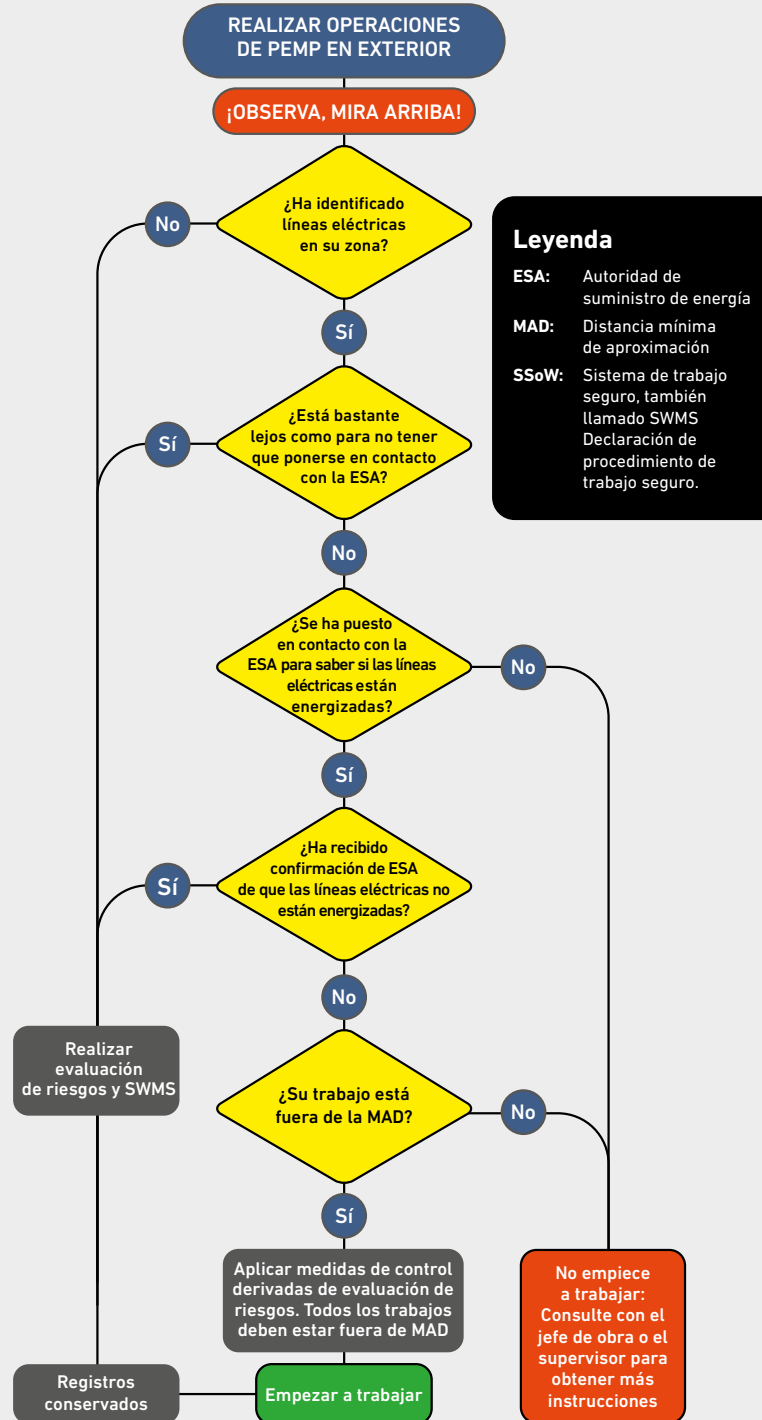 REALIZAR OPERACIONES
DE PEMP EN EXTERIOR
¡OBSERVA, MIRA ARRIBA!
¿Ha identificado
líneas eléctricas
en su zona?
No
Sí
Leyenda
ESA: Autoridad de
suministro de energía
MAD: Distancia mínima
de aproximación
SSoW: Sistema de trabajo
seguro, también
llamado SWMS
Declaración de
procedimiento de
trabajo seguro.
¿Está bastante
lejos como para no tener
que ponerse en contacto
con la ESA?
Sí
No
¿Se ha puesto
en contacto con la
ESA para saber si las líneas
eléctricas están
energizadas?
No
Sí
¿Ha recibido
confirmación de ESA
de que las líneas eléctricas no
están energizadas?
Sí
No
Realizar
evaluación
de riesgos y SWMS
¿Su trabajo está
fuera de la MAD?
No
Sí
Aplicar medidas de control
derivadas de evaluación de
riesgos. Todos los trabajos
deben estar fuera de MAD
No empiece
a trabajar:
Consulte con el
jefe de obra o el
supervisor para
obtener más
instrucciones
Registros
conservados
Empezar a trabajar